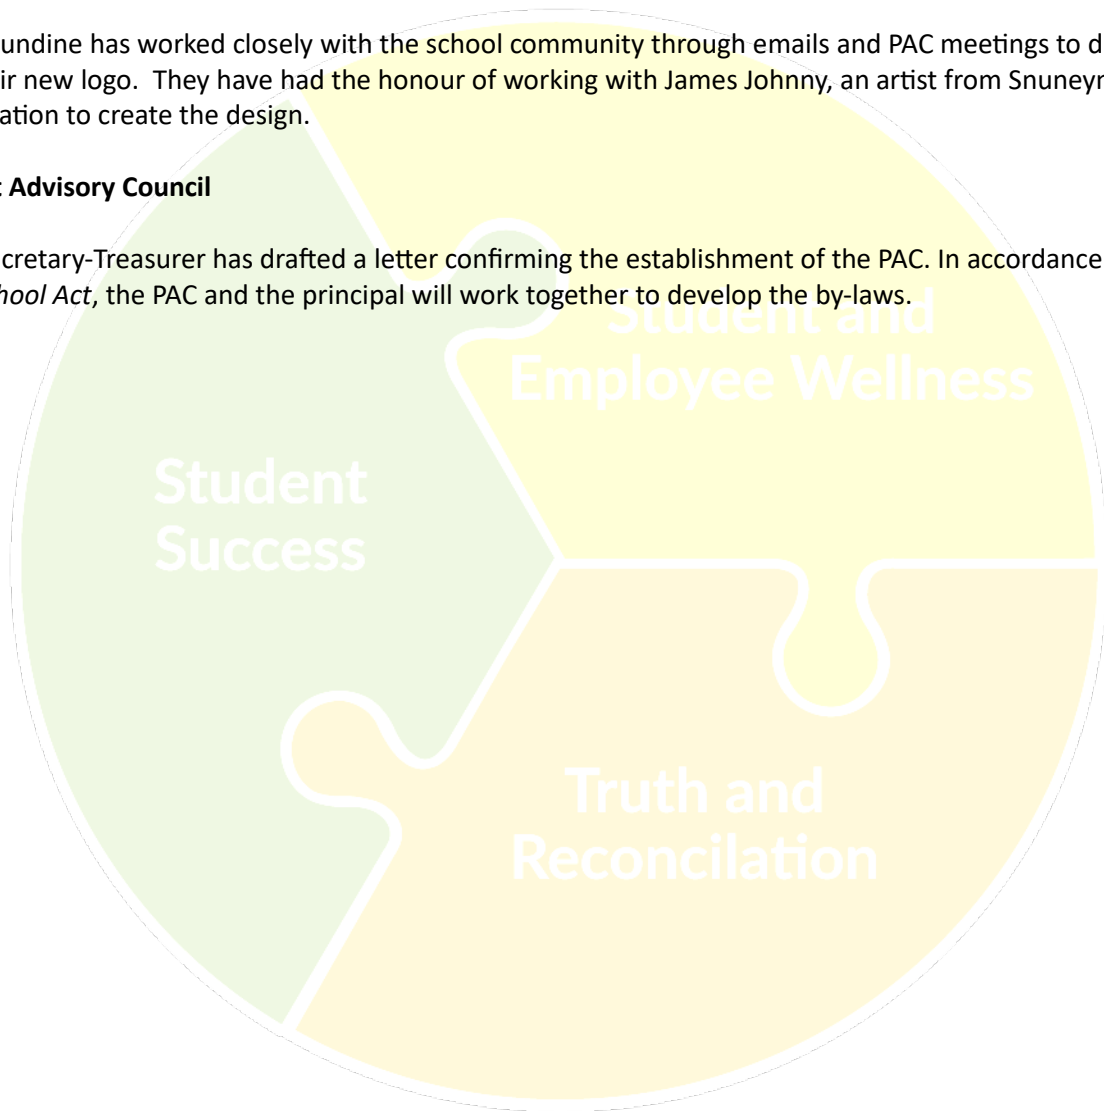 undine has worked closely with the school community through emails and PAC meetings to d
ir new logo.  They have had the honour of working with James Johnny, an artist from Snuneyr
ation to create the design.
t Advisory Council
cretary-Treasurer has drafted a letter confirming the establishment of the PAC. In accordance
hool Act, the PAC and the principal will work together to develop the by-laws.
Student and
Employee Wellness
Student
Success
Truth and
Reconcilation